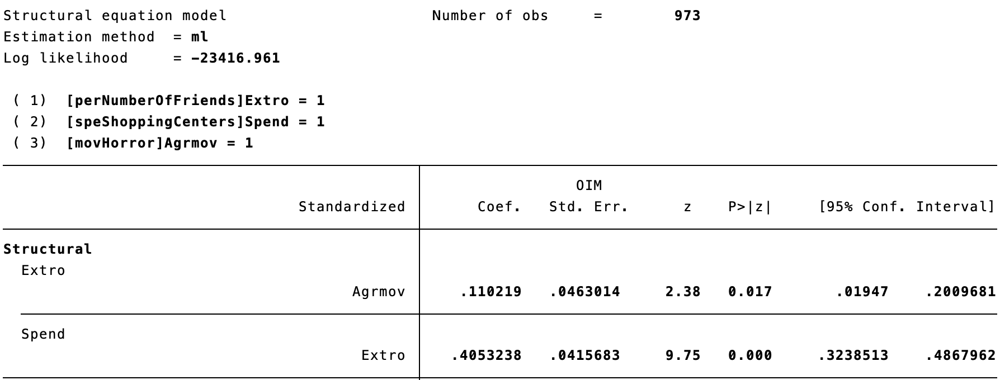 Structural equation model Number of obs = 973
Estimation method = ml
Log likelihood = -23416.961
( 1) [perNumberOfFriends]Extro = 1
( 2) [speShoppingCenters]Spend = 1
( 3) [movHorror]Agrmov = 1
OIM
Standardized Coef. Std. Err. z P>|z| [95% Conf. Interval]
Structural
Extro
Agrmov .110219 .0463014 2.38 0.017 .01947 .2009681
Spend
Extro .4053238 .0415683 9.75 0.000 .3238513 .4867962